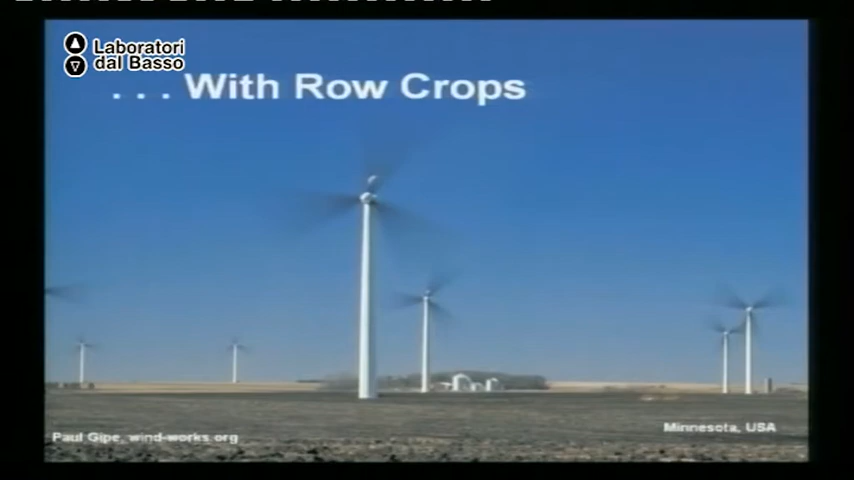 Laboratori
dal Basso
. . . With Row Crops
Paul Gipe, wind-works.org
Minnesota, USA